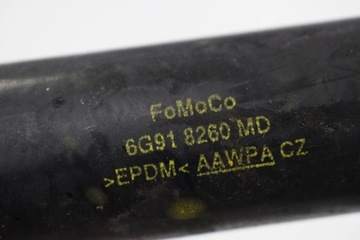 FoMoCo
6G91 8260 MD
>EPDM< AAWPA CZ